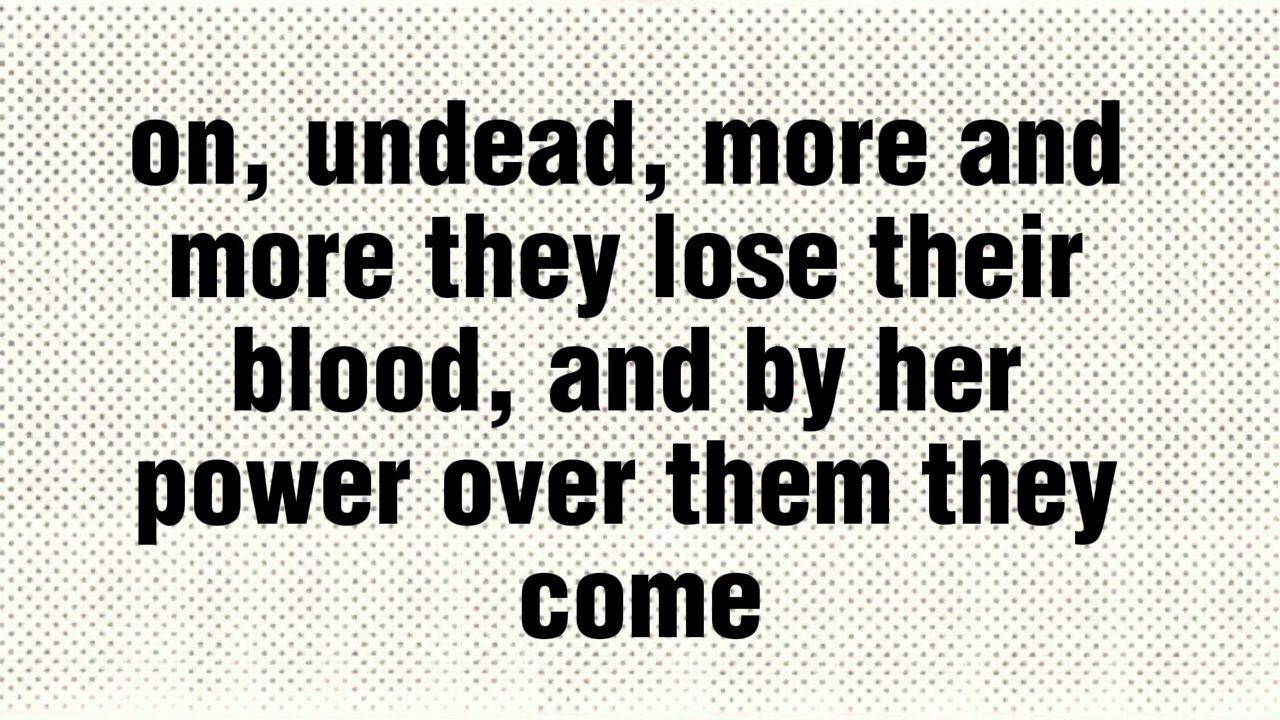 on, undead, more and
more they lose their
blood, and by her
power over them they
come